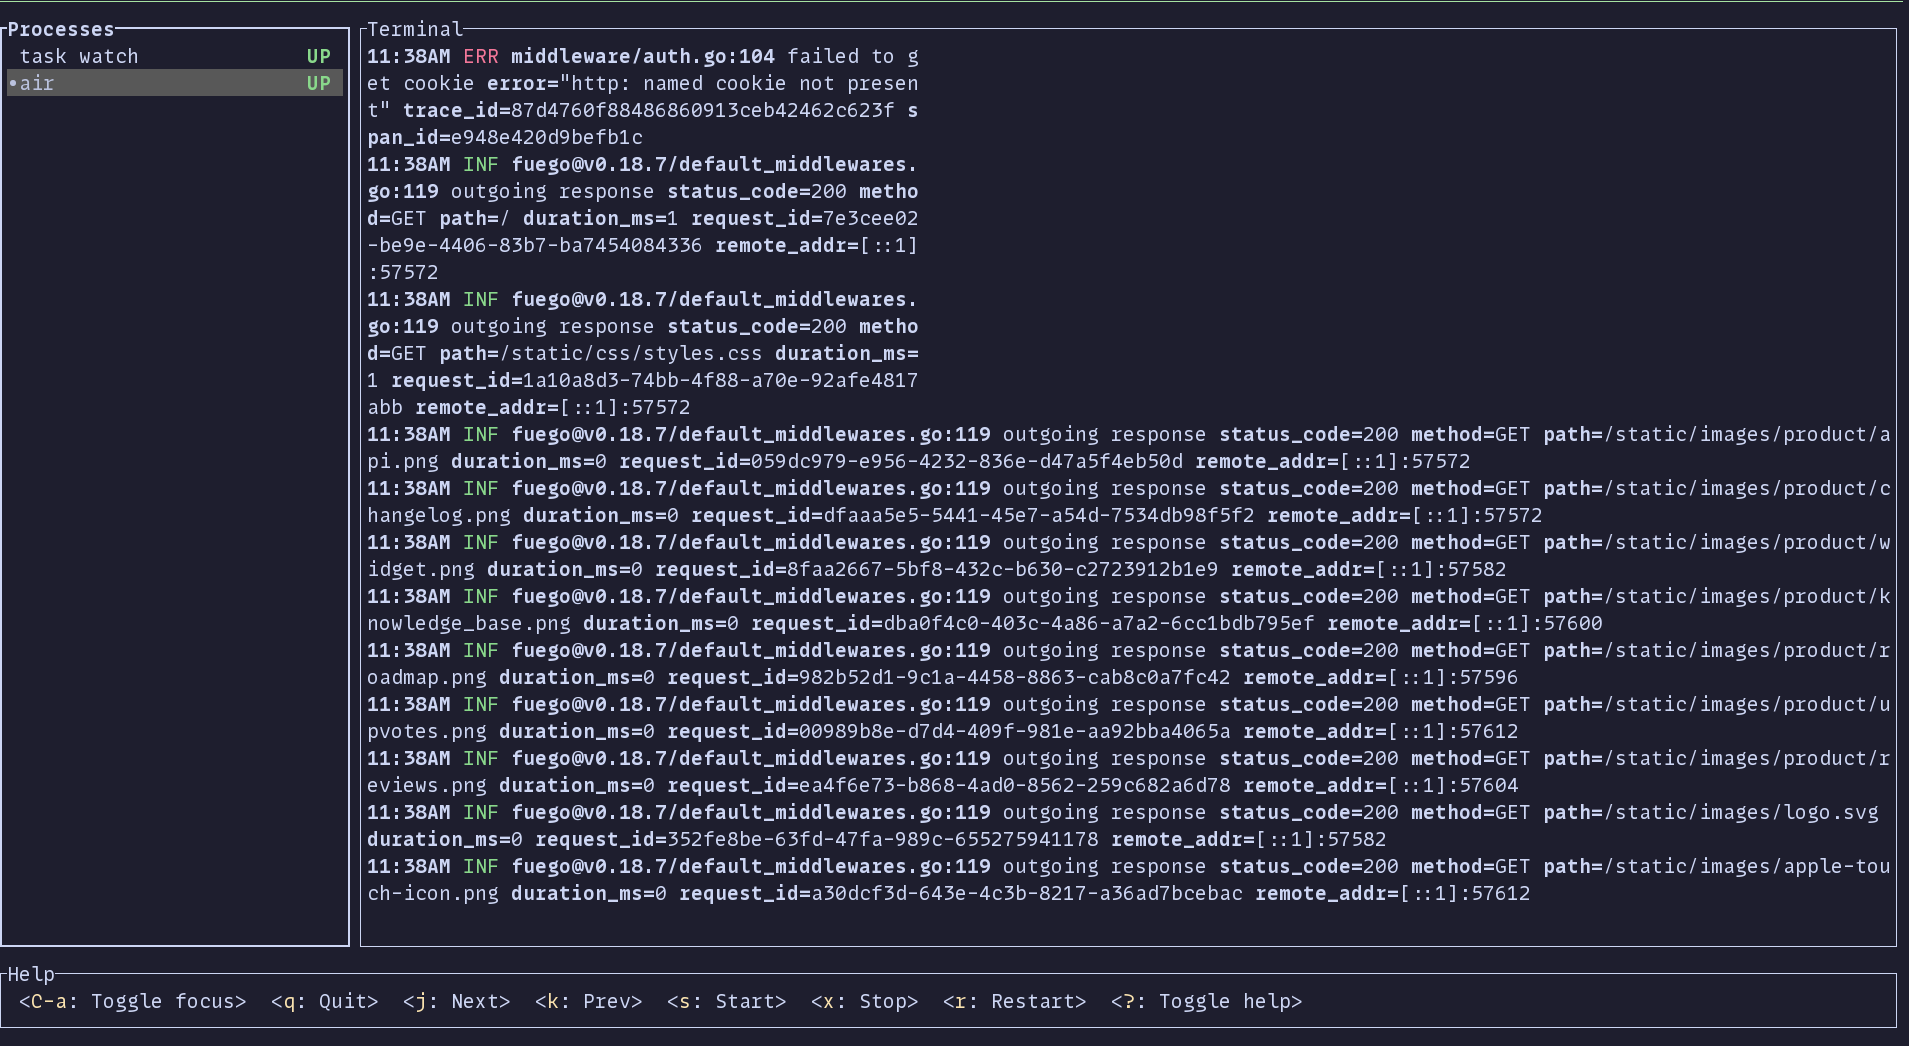 Processes
task watch UP
•air UP
Terminal
11:38AM ERR middleware/auth.go:104 failed to g
et cookie error="http: named cookie not presen
t" trace_id=87d4760f88486860913ceb42462c623f s
pan_id=e948e420d9befb1c
11:38AM INF fuego@v0.18.7/default_middlewares.
go:119 outgoing response status_code=200 metho
d=GET path=/ duration_ms=1 request_id=7e3cee02
-be9e-4406-83b7-ba7454084336 remote_addr=[::1]
:57572
11:38AM INF fuego@v0.18.7/default_middlewares.
go:119 outgoing response status_code=200 metho
d=GET path=/static/css/styles.css duration_ms=
1 request_id=1a10a8d3-74bb-4f88-a70e-92afe4817
abb remote_addr=[::1]:57572
11:38AM INF fuego@v0.18.7/default_middlewares.go:119 outgoing response status_code=200 method=GET path=/static/images/product/a
pi.png duration_ms=0 request_id=059dc979-e956-4232-836e-d47a5f4eb50d remote_addr=[::1]:57572
11:38AM INF fuego@v0.18.7/default_middlewares.go:119 outgoing response status_code=200 method=GET path=/static/images/product/c
hangelog.png duration_ms=0 request_id=dfaaa5e5-5441-45e7-a54d-7534db98f5f2 remote_addr=[::1]:57572
11:38AM INF fuego@v0.18.7/default_middlewares.go:119 outgoing response status_code=200 method=GET path=/static/images/product/w
idget.png duration_ms=0 request_id=8faa2667-5bf8-432c-b630-c2723912b1e9 remote_addr=[::1]:57582
11:38AM INF fuego@v0.18.7/default_middlewares.go:119 outgoing response status_code=200 method=GET path=/static/images/product/k
nowledge_base.png duration_ms=0 request_id=dba0f4c0-403c-4a86-a7a2-6cc1bdb795ef remote_addr=[::1]:57600
11:38AM INF fuego@v0.18.7/default_middlewares.go:119 outgoing response status_code=200 method=GET path=/static/images/product/r
oadmap.png duration_ms=0 request_id=982b52d1-9c1a-4458-8863-cab8c0a7fc42 remote_addr=[::1]:57596
11:38AM INF fuego@v0.18.7/default_middlewares.go:119 outgoing response status_code=200 method=GET path=/static/images/product/u
pvotes.png duration_ms=0 request_id=00989b8e-d7d4-409f-981e-aa92bba4065a remote_addr=[::1]:57612
11:38AM INF fuego@v0.18.7/default_middlewares.go:119 outgoing response status_code=200 method=GET path=/static/images/product/r
eviews.png duration_ms=0 request_id=ea4f6e73-b868-4ad0-8562-259c682a6d78 remote_addr=[::1]:57604
11:38AM INF fuego@v0.18.7/default_middlewares.go:119 outgoing response status_code=200 method=GET path=/static/images/logo.svg
duration_ms=0 request_id=352fe8be-63fd-47fa-989c-655275941178 remote_addr=[::1]:57582
11:38AM INF fuego@v0.18.7/default_middlewares.go:119 outgoing response status_code=200 method=GET path=/static/images/apple-tou
ch-icon.png duration_ms=0 request_id=a30dcf3d-643e-4c3b-8217-a36ad7bcebac remote_addr=[::1]:57612
Help
<C-a: Toggle focus> <q: Quit> <j: Next> <k: Prev> <s: Start> <x: Stop> <r: Restart> <?: Toggle help>